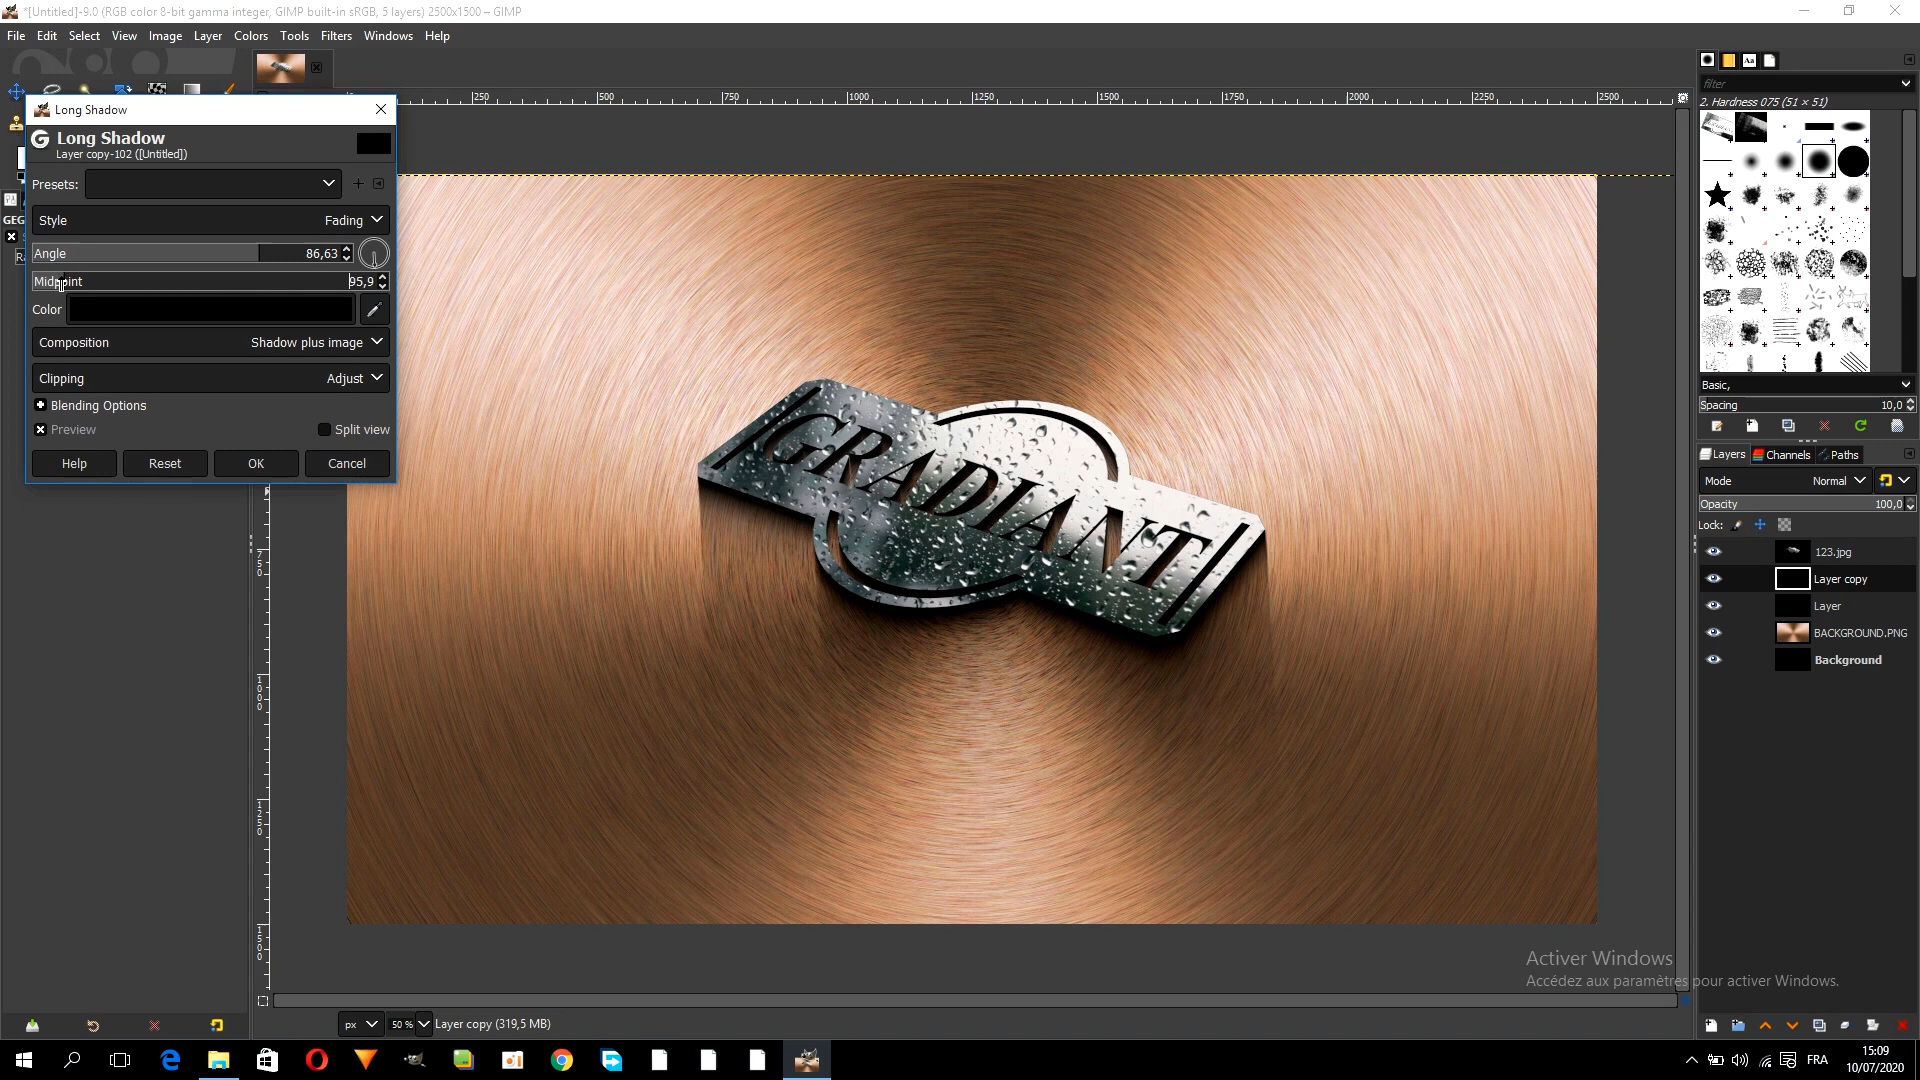 *[Untitled]-9.0 (RGB color 8-bit gamma integer, GIMP built-in sRGB, 5 layers) 2500x1500 – GIMP
File Edit Select View Image Layer Colors Tools Filters Windows Help
Long Shadow
Long Shadow
Layer copy-102 ([Untitled])
Presets:
Style Fading
Angle 86,63
Midpoint 95,9
Color
Composition Shadow plus image
Clipping Adjust
Blending Options
Preview Split view
Help Reset OK Cancel
GEG
250 500 750 1000 1250 1500 1750 2000 2250 2500
750
1000
1250
1500
GRADIANT
filter
2. Hardness 075 (51 × 51)
Basic,
Spacing 10,0
Layers Channels Paths
Mode Normal
Opacity 100,0
Lock:
123.jpg
Layer copy
Layer
BACKGROUND.PNG
Background
Activer Windows
Accédez aux paramètres pour activer Windows.
px 50 % Layer copy (319,5 MB)
FRA
15:09
10/07/2020